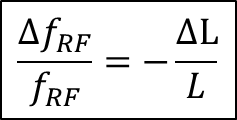 Δf_RF / f_RF = − ΔL / L